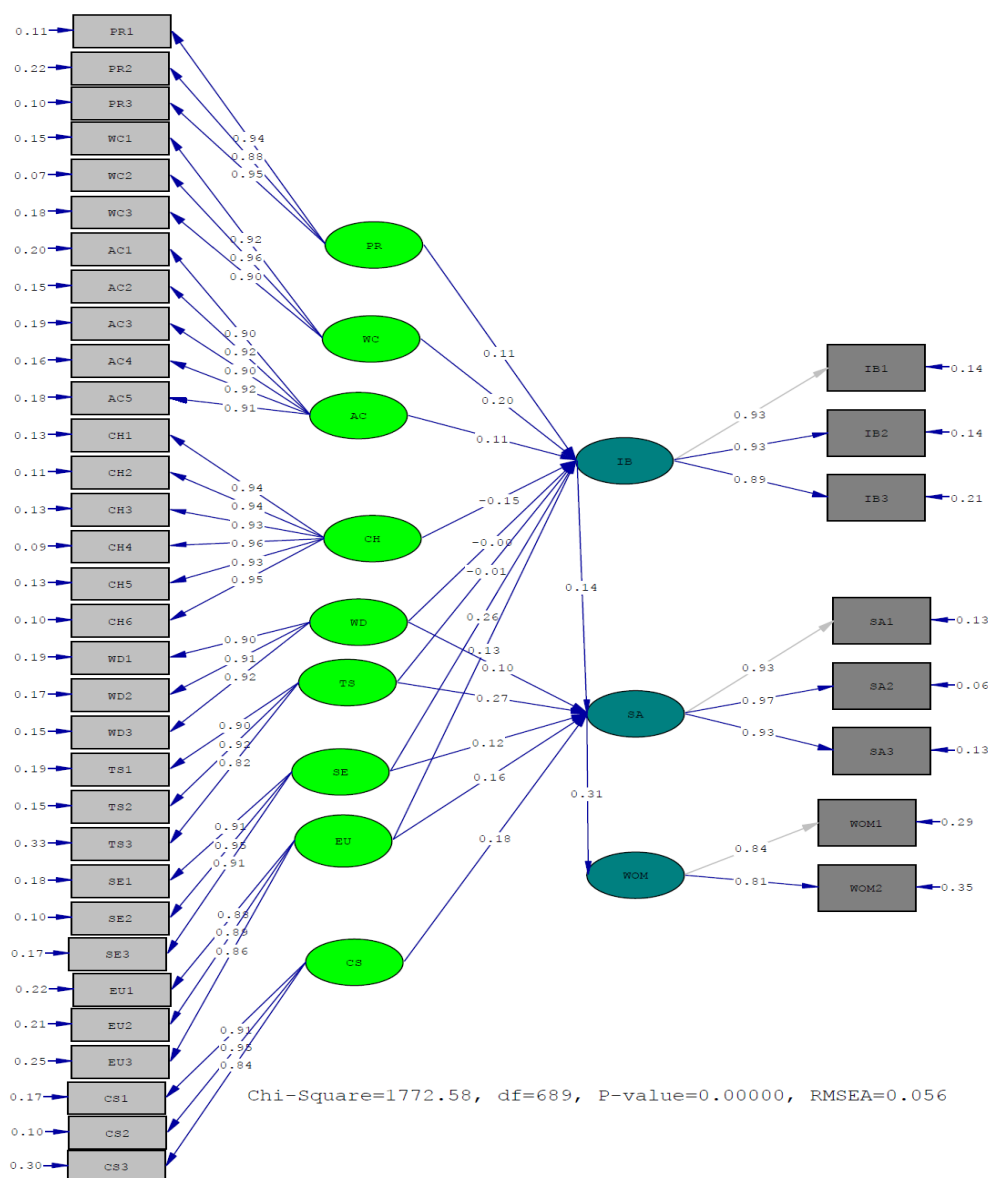 0.11 PR1
0.22 PR2
0.10 PR3
0.15 WC1
0.07 WC2
0.18 WC3
0.20 AC1
0.15 AC2
0.19 AC3
0.16 AC4
0.18 AC5
0.13 CH1
0.11 CH2
0.13 CH3
0.09 CH4
0.13 CH5
0.10 CH6
0.19 WD1
0.17 WD2
0.15 WD3
0.19 TS1
0.15 TS2
0.33 TS3
0.18 SE1
0.10 SE2
0.17 SE3
0.22 EU1
0.21 EU2
0.25 EU3
0.17 CS1
0.10 CS2
0.30 CS3
0.94
0.88
0.95
0.92
0.96
0.90
0.90
0.92
0.90
0.92
0.91
0.94
0.94
0.93
0.96
0.93
0.95
0.90
0.91
0.92
0.90
0.92
0.82
0.91
0.95
0.91
0.88
0.89
0.86
0.91
0.95
0.84
PR
WC
AC
CH
WD
TS
SE
EU
CS
0.11
0.20
0.11
-0.15
-0.00
-0.01
0.26
0.13
0.10
0.27
0.12
0.16
0.18
0.14
0.31
IB
SA
WOM
0.93
0.93
0.89
0.93
0.97
0.93
0.84
0.81
IB1 0.14
IB2 0.14
IB3 0.21
SA1 0.13
SA2 0.06
SA3 0.13
WOM1 0.29
WOM2 0.35
Chi-Square=1772.58, df=689, P-value=0.00000, RMSEA=0.056